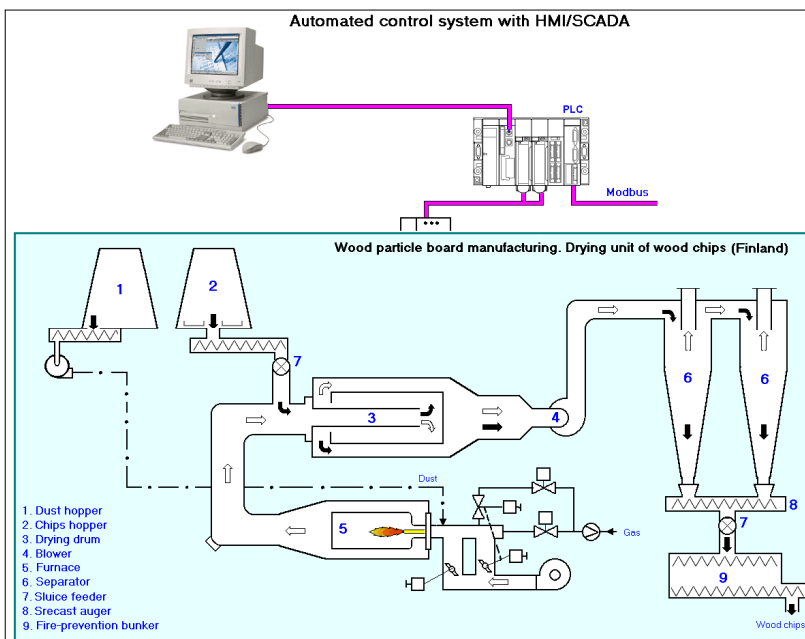 Automated control system with HMI/SCADA
PLC
Modbus
Wood particle board manufacturing. Drying unit of wood chips (Finland)
1
2
7
3
4
6
6
Dust
5
Gas
8
7
9
Wood chips
1. Dust hopper
2. Chips hopper
3. Drying drum
4. Blower
5. Furnace
6. Separator
7. Sluice feeder
8. Srecast auger
9. Fire-prevention bunker